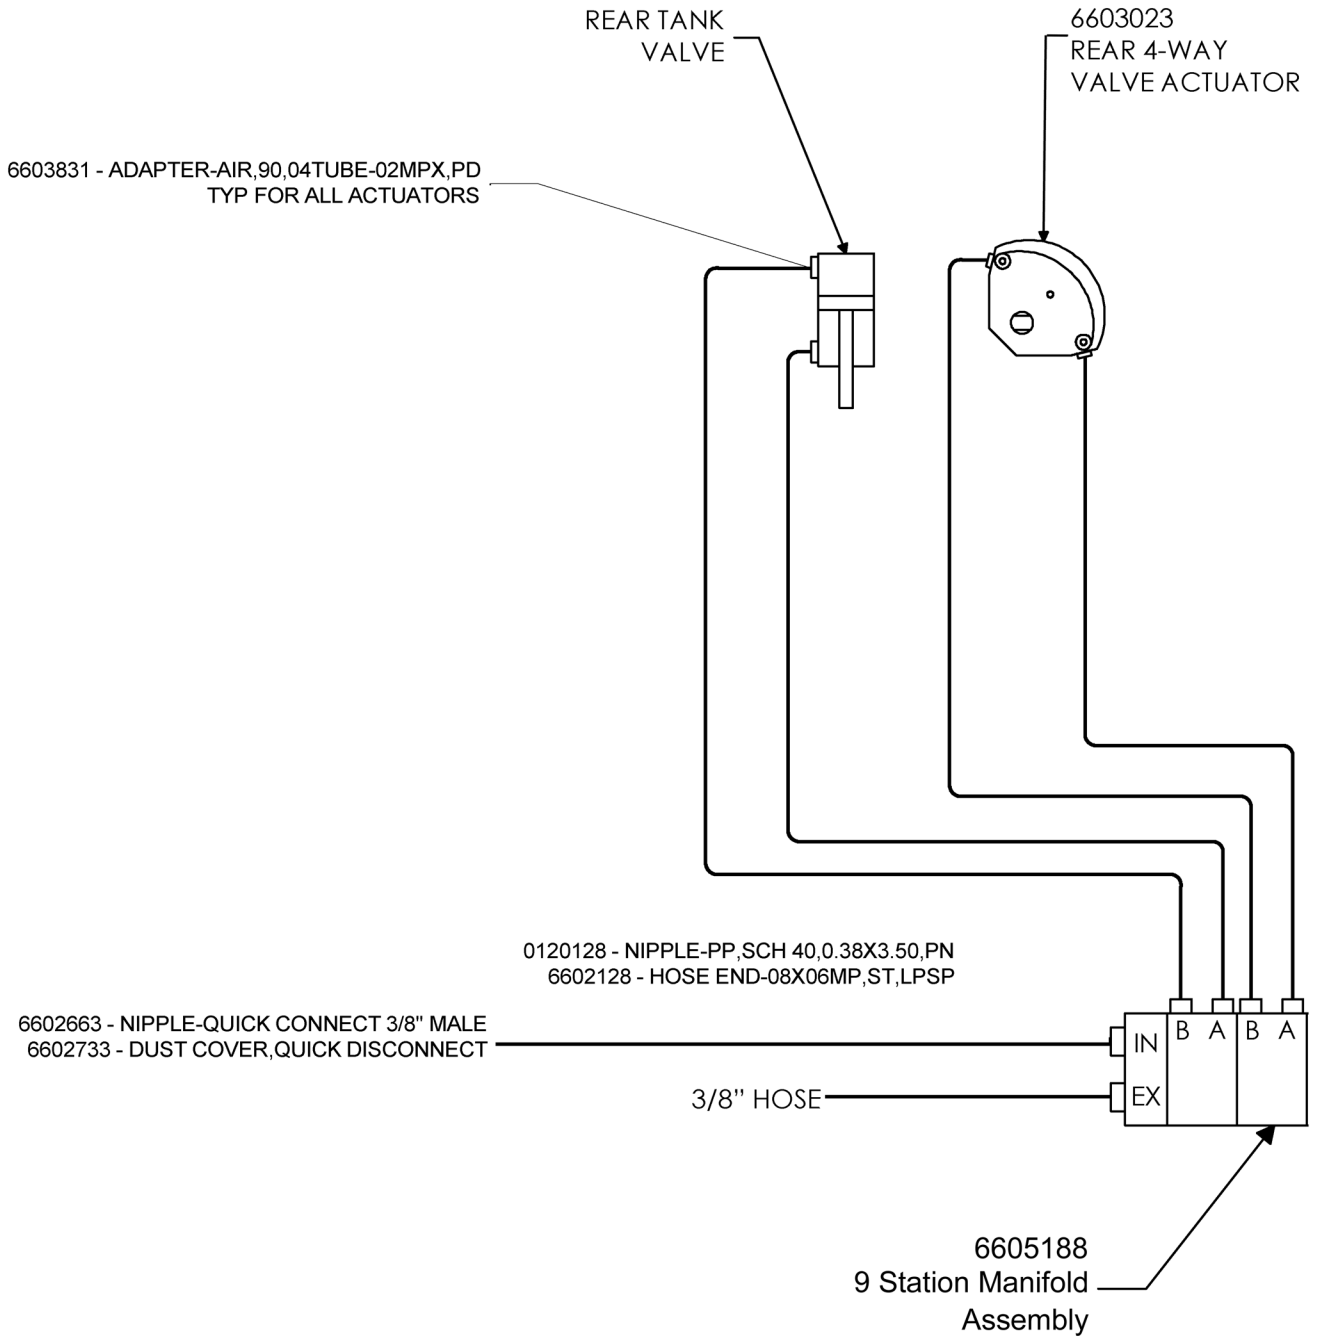 REAR TANK
VALVE
6603023
REAR 4-WAY
VALVE ACTUATOR
6603831 - ADAPTER-AIR,90,04TUBE-02MPX,PD
TYP FOR ALL ACTUATORS
0120128 - NIPPLE-PP,SCH 40,0.38X3.50,PN
6602128 - HOSE END-08X06MP,ST,LPSP
6602663 - NIPPLE-QUICK CONNECT 3/8" MALE
6602733 - DUST COVER,QUICK DISCONNECT
IN B A B A
3/8” HOSE
EX
6605188
9 Station Manifold
Assembly